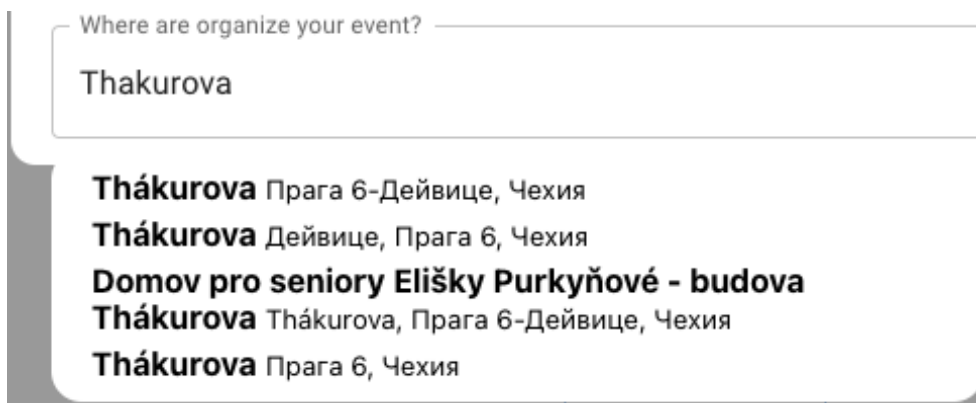 Where are organize your event?
Thakurova
Thákurova Прага 6-Дейвице, Чехия
Thákurova Дейвице, Прага 6, Чехия
Domov pro seniory Elišky Purkyňové - budova
Thákurova Thákurova, Прага 6-Дейвице, Чехия
Thákurova Прага 6, Чехия